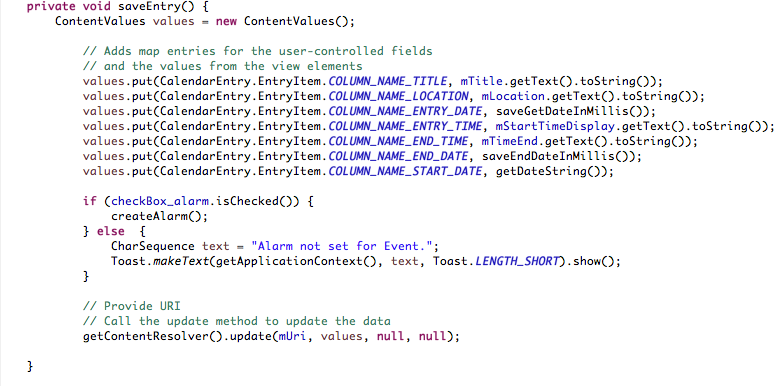 private void saveEntry() {
ContentValues values = new ContentValues();
// Adds map entries for the user-controlled fields
// and the values from the view elements
values.put(CalendarEntry.EntryItem.COLUMN_NAME_TITLE, mTitle.getText().toString());
values.put(CalendarEntry.EntryItem.COLUMN_NAME_LOCATION, mLocation.getText().toString());
values.put(CalendarEntry.EntryItem.COLUMN_NAME_ENTRY_DATE, saveGetDateInMillis());
values.put(CalendarEntry.EntryItem.COLUMN_NAME_ENTRY_TIME, mStartTimeDisplay.getText().toString());
values.put(CalendarEntry.EntryItem.COLUMN_NAME_END_TIME, mTimeEnd.getText().toString());
values.put(CalendarEntry.EntryItem.COLUMN_NAME_END_DATE, saveEndDateInMillis());
values.put(CalendarEntry.EntryItem.COLUMN_NAME_START_DATE, getDateString());
if (checkBox_alarm.isChecked()) {
createAlarm();
} else {
CharSequence text = "Alarm not set for Event.";
Toast.makeText(getApplicationContext(), text, Toast.LENGTH_SHORT).show();
}
// Provide URI
// Call the update method to update the data
getContentResolver().update(mUri, values, null, null);
}